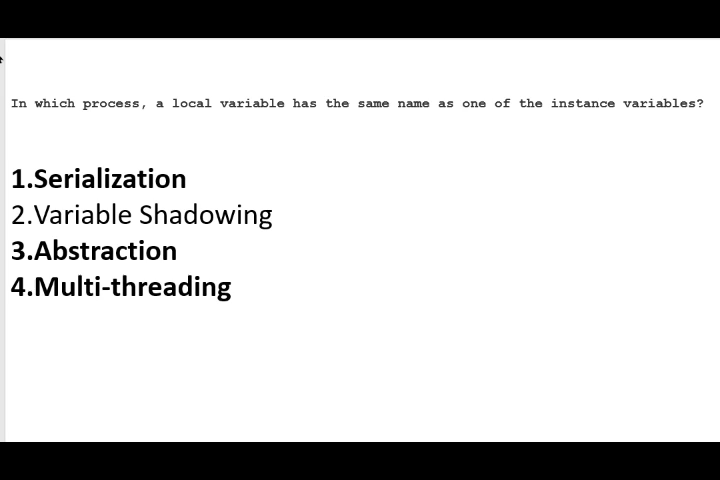 In which process, a local variable has the same name as one of the instance variables?
1.Serialization
2.Variable Shadowing
3.Abstraction
4.Multi-threading